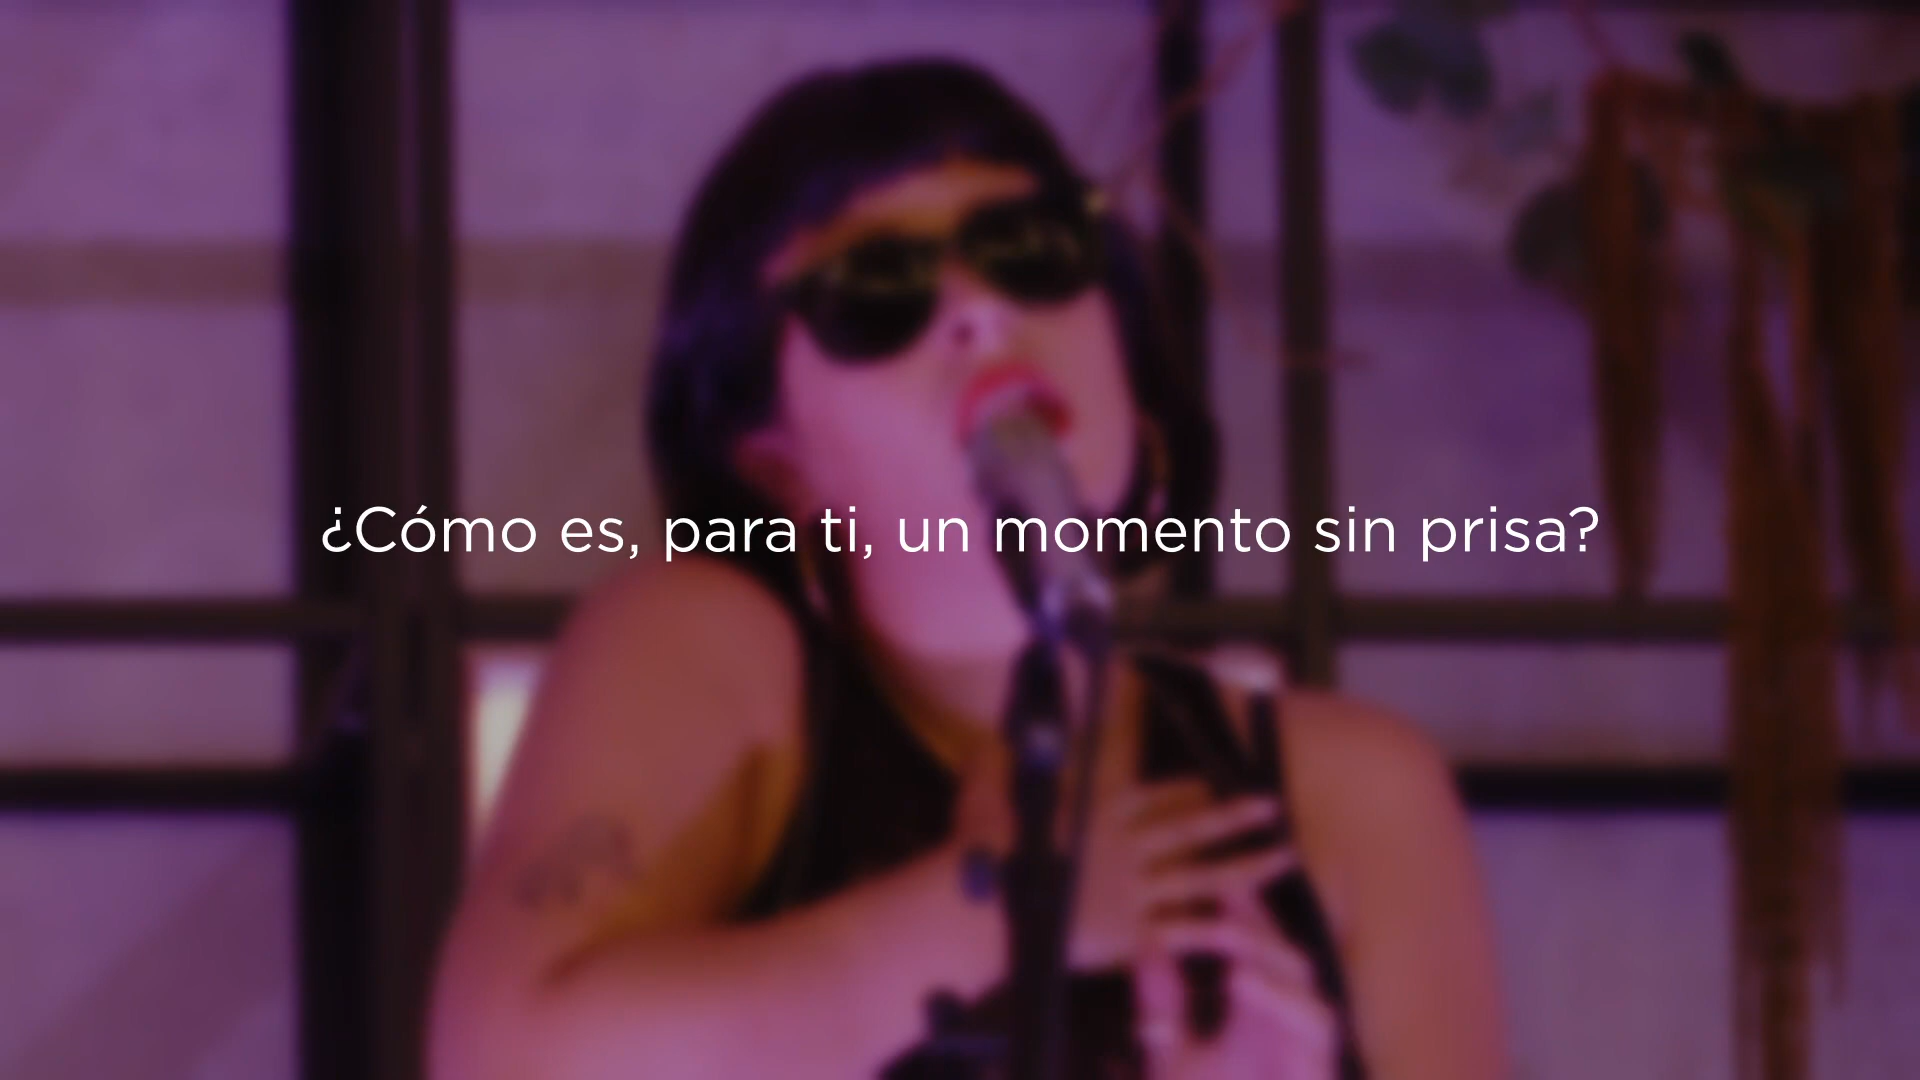 ¿Cómo es, para ti, un momento sin prisa?